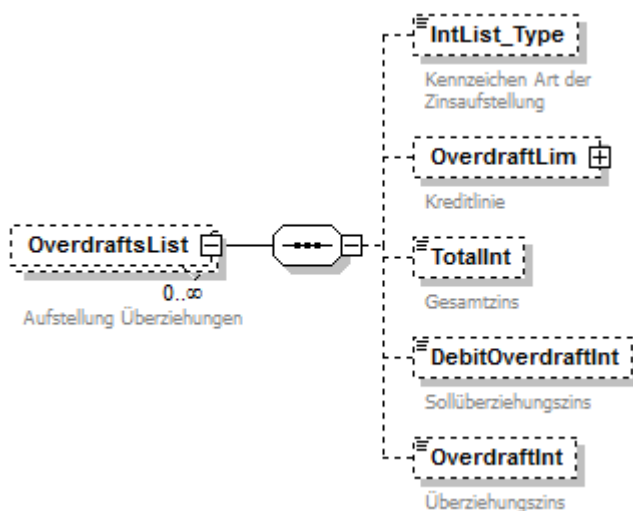 IntList_Type
Kennzeichen Art der
Zinsaufstellung
OverdraftLim
Kreditlinie
OverdraftsList
0..∞
Aufstellung Überziehungen
TotalInt
Gesamtzins
DebitOverdraftInt
Sollüberziehungszins
OverdraftInt
Überziehungszins